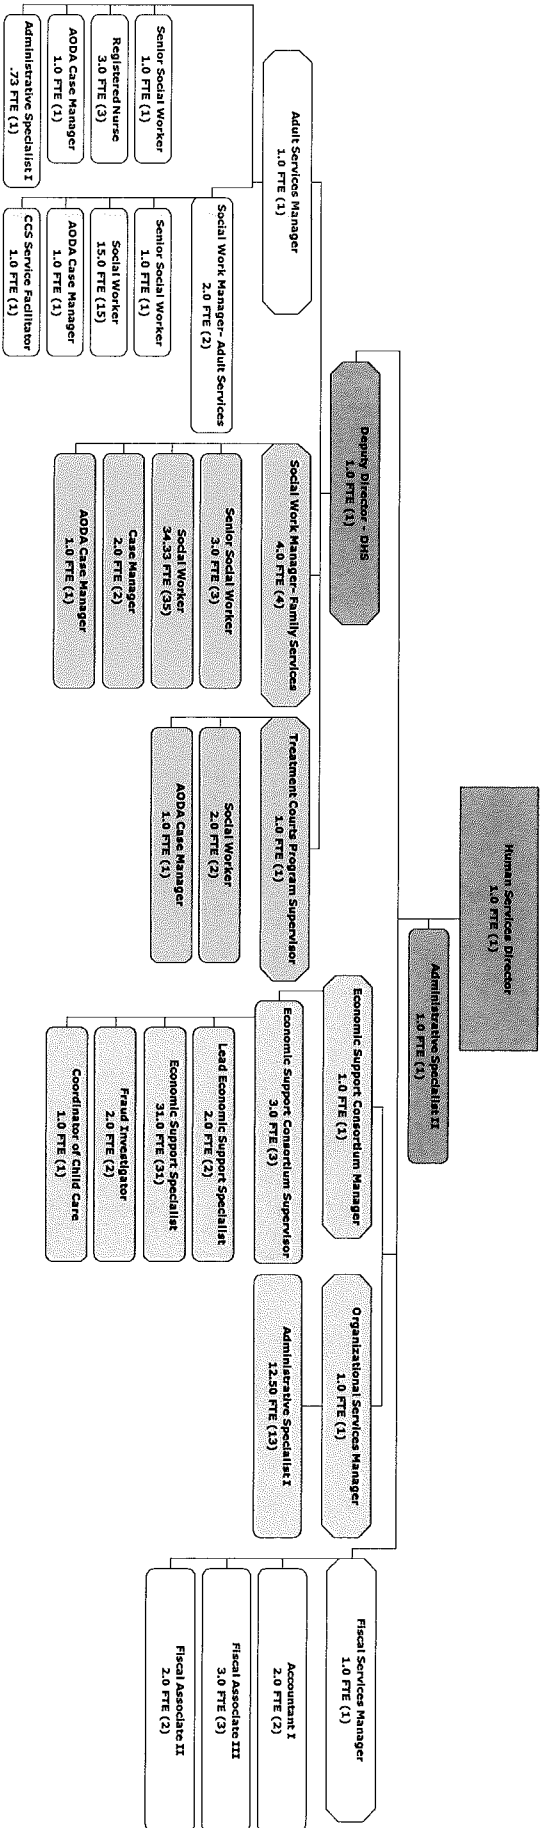 Human Services Director
1.0 FTE (1)
Administrative Specialist II
1.0 FTE (1)
Deputy Director - DHS
1.0 FTE (1)
Adult Services Manager
1.0 FTE (1)
Senior Social Worker
1.0 FTE (1)
Registered Nurse
3.0 FTE (3)
AODA Case Manager
1.0 FTE (1)
Administrative Specialist I
.73 FTE (1)
Social Work Manager- Adult Services
2.0 FTE (2)
Senior Social Worker
1.0 FTE (1)
Social Worker
15.0 FTE (15)
AODA Case Manager
1.0 FTE (1)
CCS Service Facilitator
1.0 FTE (1)
Social Work Manager- Family Services
4.0 FTE (4)
Senior Social Worker
3.0 FTE (3)
Social Worker
34.33 FTE (35)
Case Manager
2.0 FTE (2)
AODA Case Manager
1.0 FTE (1)
Treatment Courts Program Supervisor
1.0 FTE (1)
Social Worker
2.0 FTE (2)
AODA Case Manager
1.0 FTE (1)
Economic Support Consortium Manager
1.0 FTE (1)
Economic Support Consortium Supervisor
3.0 FTE (3)
Lead Economic Support Specialist
2.0 FTE (2)
Economic Support Specialist
31.0 FTE (31)
Fraud Investigator
2.0 FTE (2)
Coordinator of Child Care
1.0 FTE (1)
Organizational Services Manager
1.0 FTE (1)
Administrative Specialist I
12.50 FTE (13)
Fiscal Services Manager
1.0 FTE (1)
Accountant I
2.0 FTE (2)
Fiscal Associate III
3.0 FTE (3)
Fiscal Associate II
2.0 FTE (2)